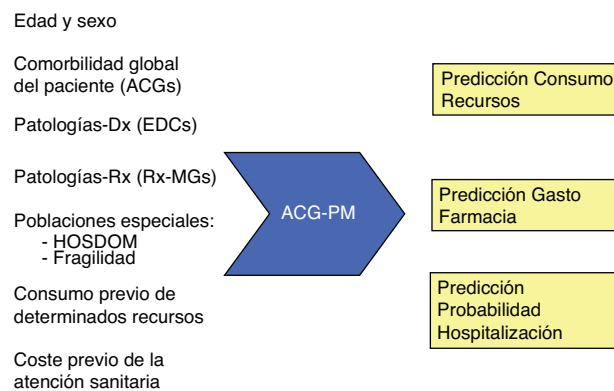 Edad y sexo
Comorbilidad global
del paciente (ACGs)
Patologías-Dx (EDCs)
Patologías-Rx (Rx-MGs)
Poblaciones especiales:
- HOSDOM
- Fragilidad
Consumo previo de
determinados recursos
Coste previo de la
atención sanitaria
ACG-PM
Predicción Consumo
Recursos
Predicción Gasto
Farmacia
Predicción
Probabilidad
Hospitalización